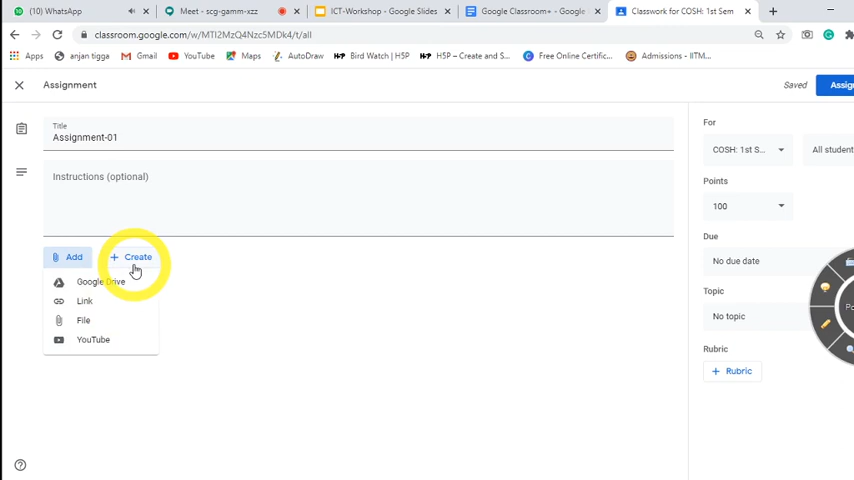 (10) WhatsApp
Meet - scg-gamm-xzz
ICT-Workshop - Google Slides
Google Classroom+ - Google
Classwork for COSH: 1st Sem
classroom.google.com/w/MTI2MzQ4Nzc5MDk4/t/all
Apps
anjan tigga
Gmail
YouTube
Maps
AutoDraw
H5P Bird Watch | H5P
H5P H5P – Create and S...
Free Online Certific...
Admissions - IITM...
Assignment
Saved
Assign
Title
Assignment-01
Instructions (optional)
Add
Create
Google Drive
Link
File
YouTube
For
COSH: 1st S...
All student
Points
100
Due
No due date
Topic
No topic
Rubric
Rubric